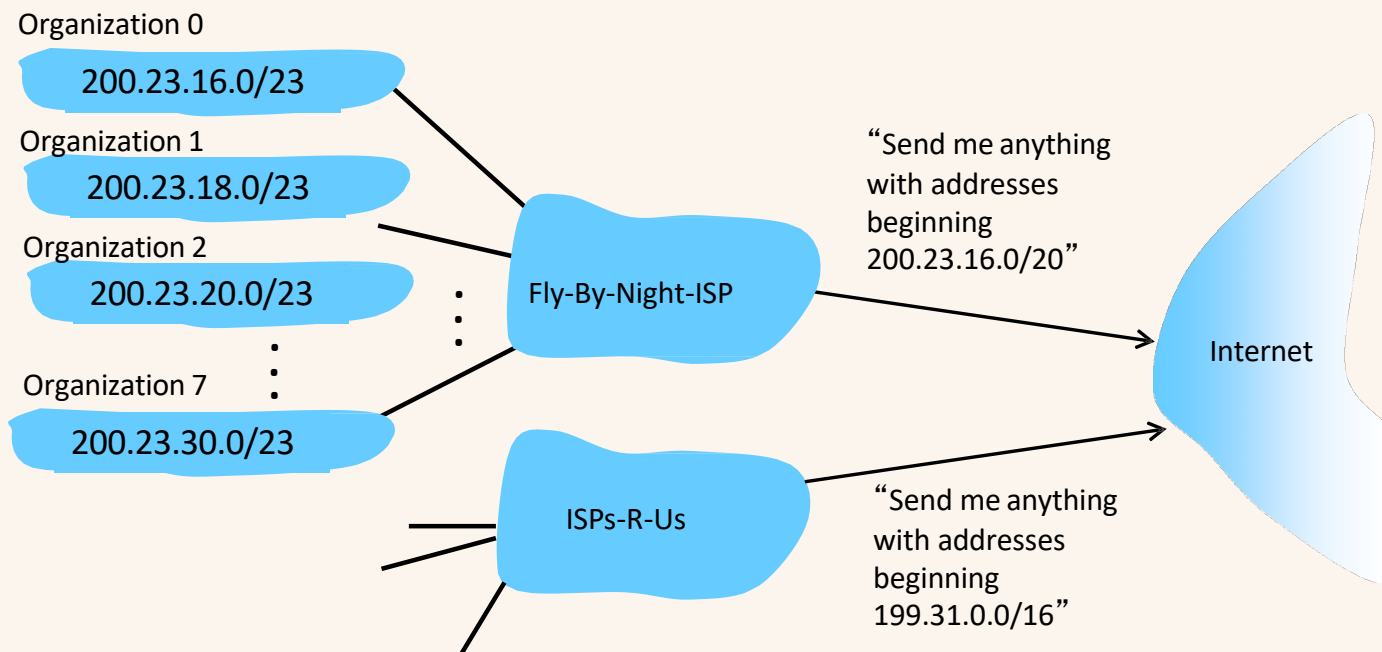 Organization 0
200.23.16.0/23
Organization 1
200.23.18.0/23
Organization 2
200.23.20.0/23
Organization 7
200.23.30.0/23
Fly-By-Night-ISP
ISPs-R-Us
“Send me anything
with addresses
beginning
200.23.16.0/20”
“Send me anything
with addresses
beginning
199.31.0.0/16”
Internet